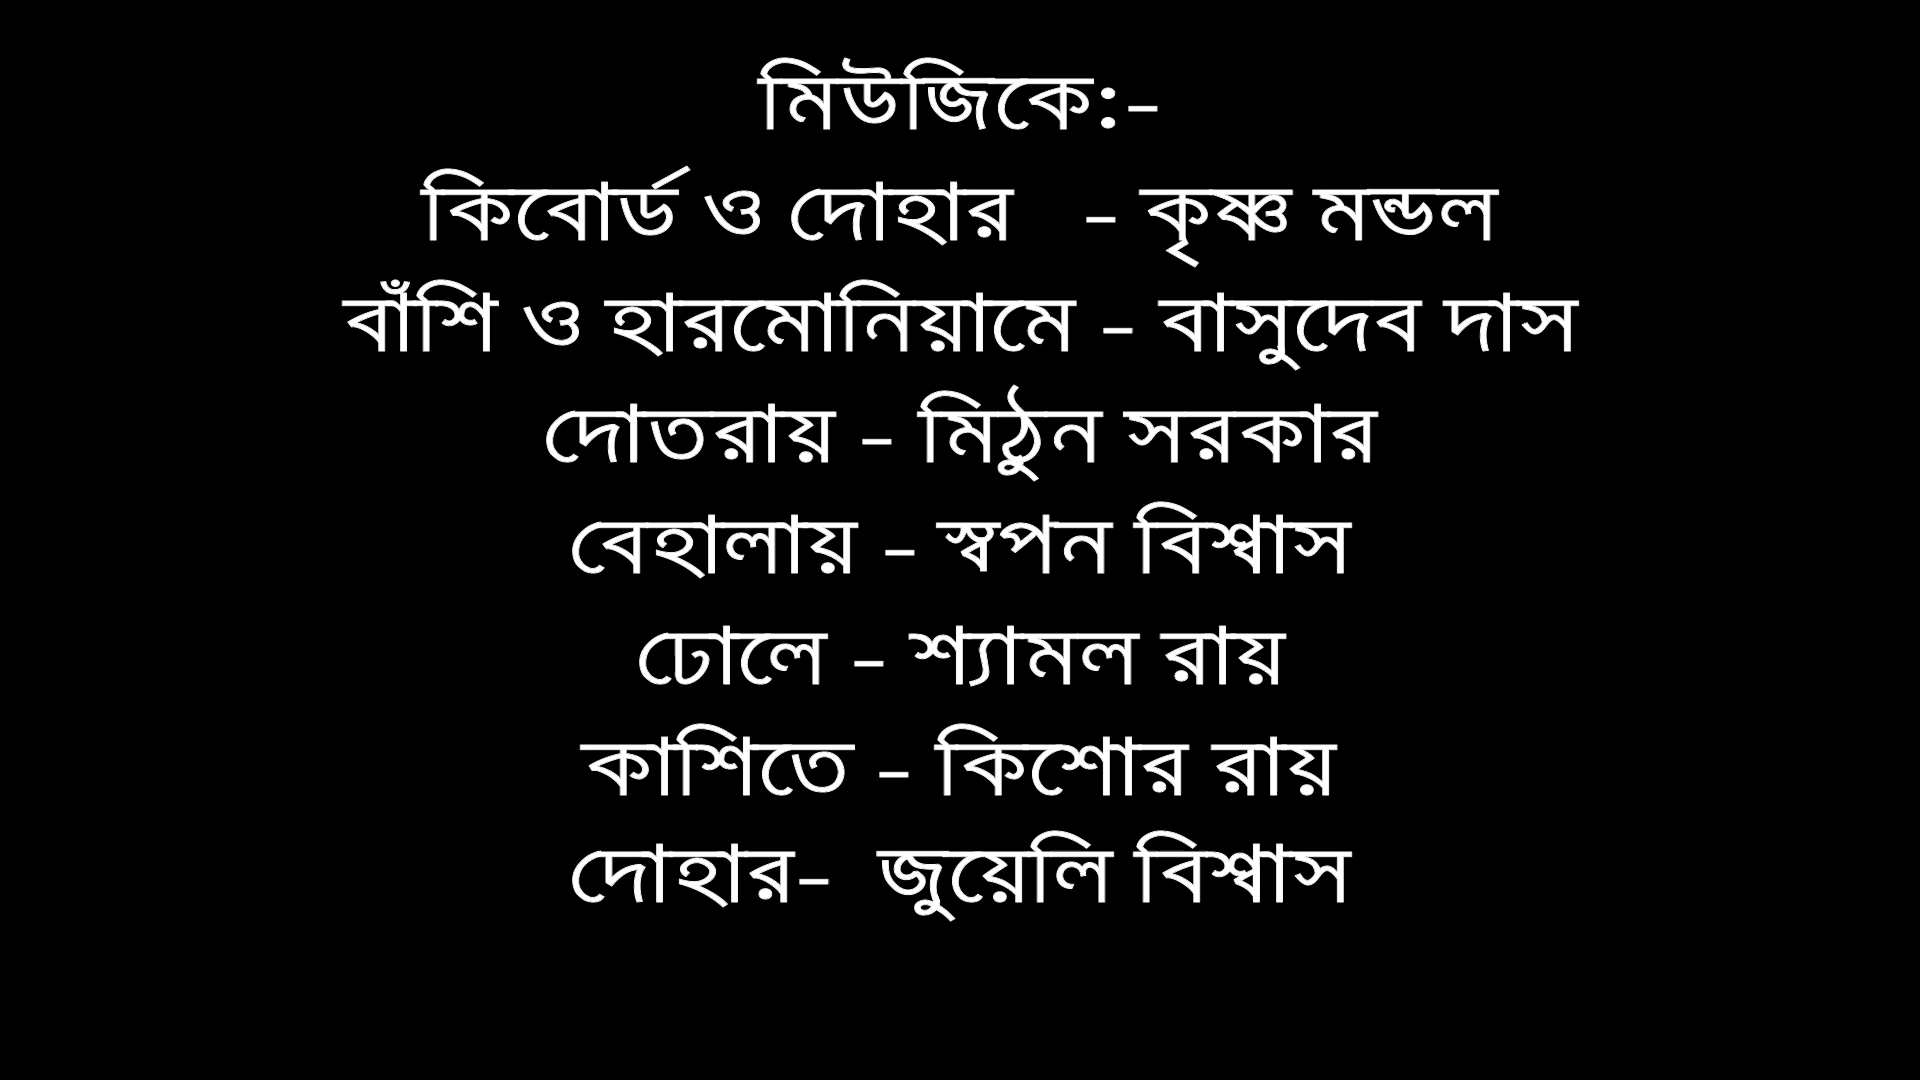 মিউজিকে:-
কিবোর্ড ও দোহার - কৃষ্ণ মন্ডল
বাঁশি ও হারমোনিয়ামে - বাসুদেব দাস
দোতরায় - মিঠুন সরকার
বেহালায় - স্বপন বিশ্বাস
ঢোলে - শ্যামল রায়
কাশিতে - কিশোর রায়
দোহার- জুয়েলি বিশ্বাস